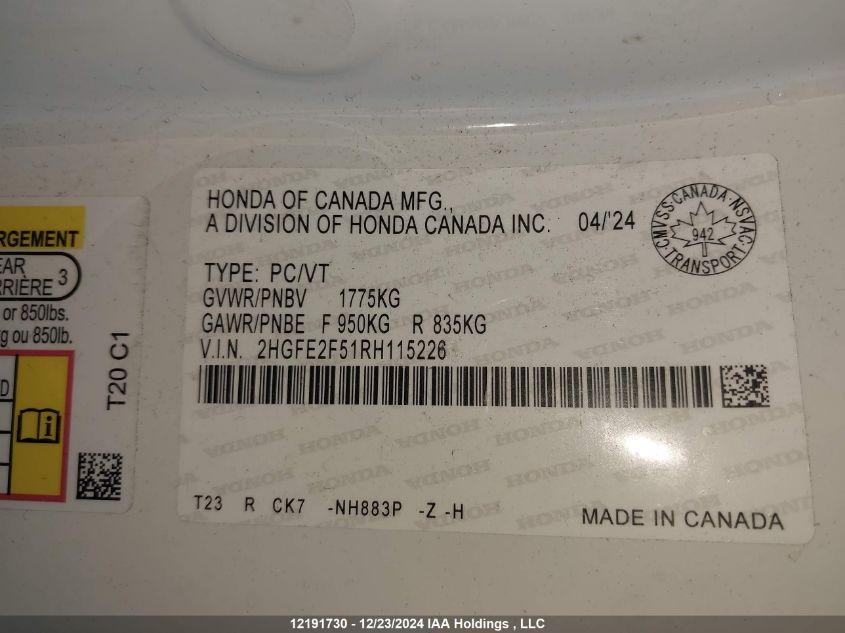 RGEMENT
EAR
RRIÈRE 3
or 850lbs.
g ou 850lb.
D
T20 C1
HONDA OF CANADA MFG.,
A DIVISION OF HONDA CANADA INC. 04/'24
CMVSS·CANADA·NSVAC
942
TRANSPORT
TYPE: PC/VT
GVWR/PNBV 1775KG
GAWR/PNBE F 950KG R 835KG
V.I.N. 2HGFE2F51RH115226
T23 R CK7 -NH883P -Z -H
MADE IN CANADA
12191730 - 12/23/2024 IAA Holdings , LLC